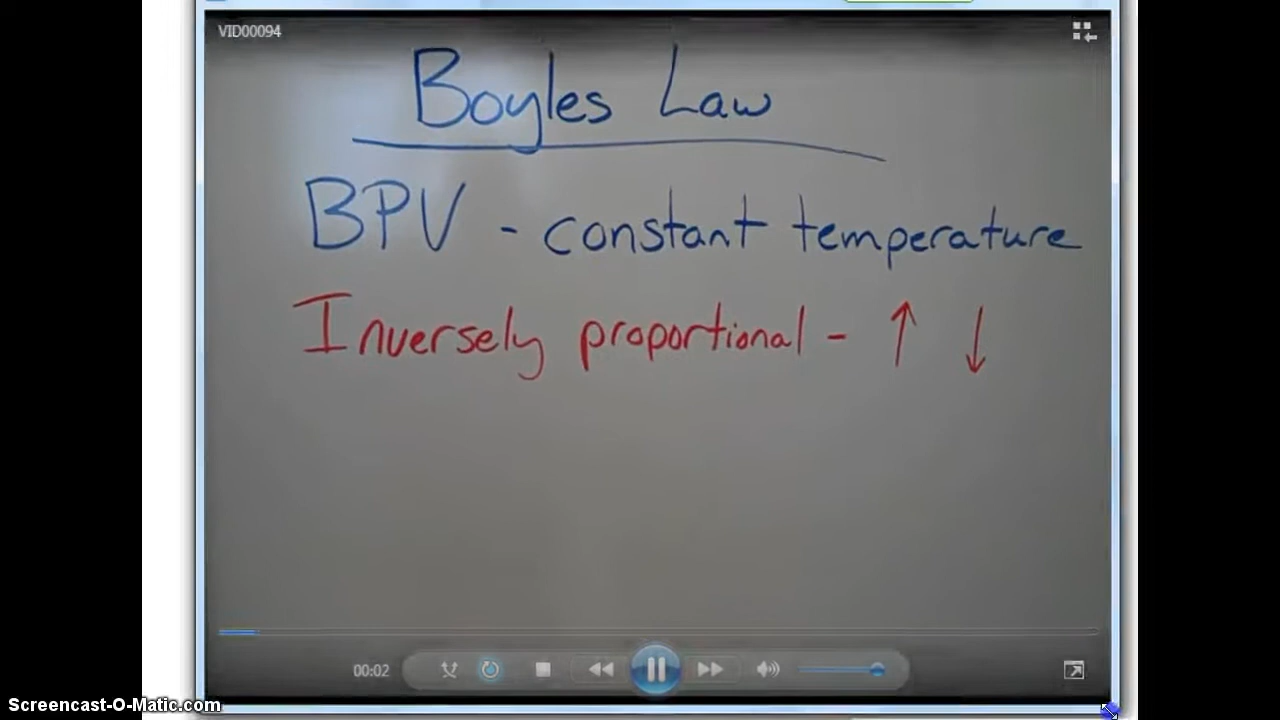 VID00094
Boyles Law
BPV - constant temperature
Inversely proportional - ↑ ↓
00:02
Screencast-O-Matic.com